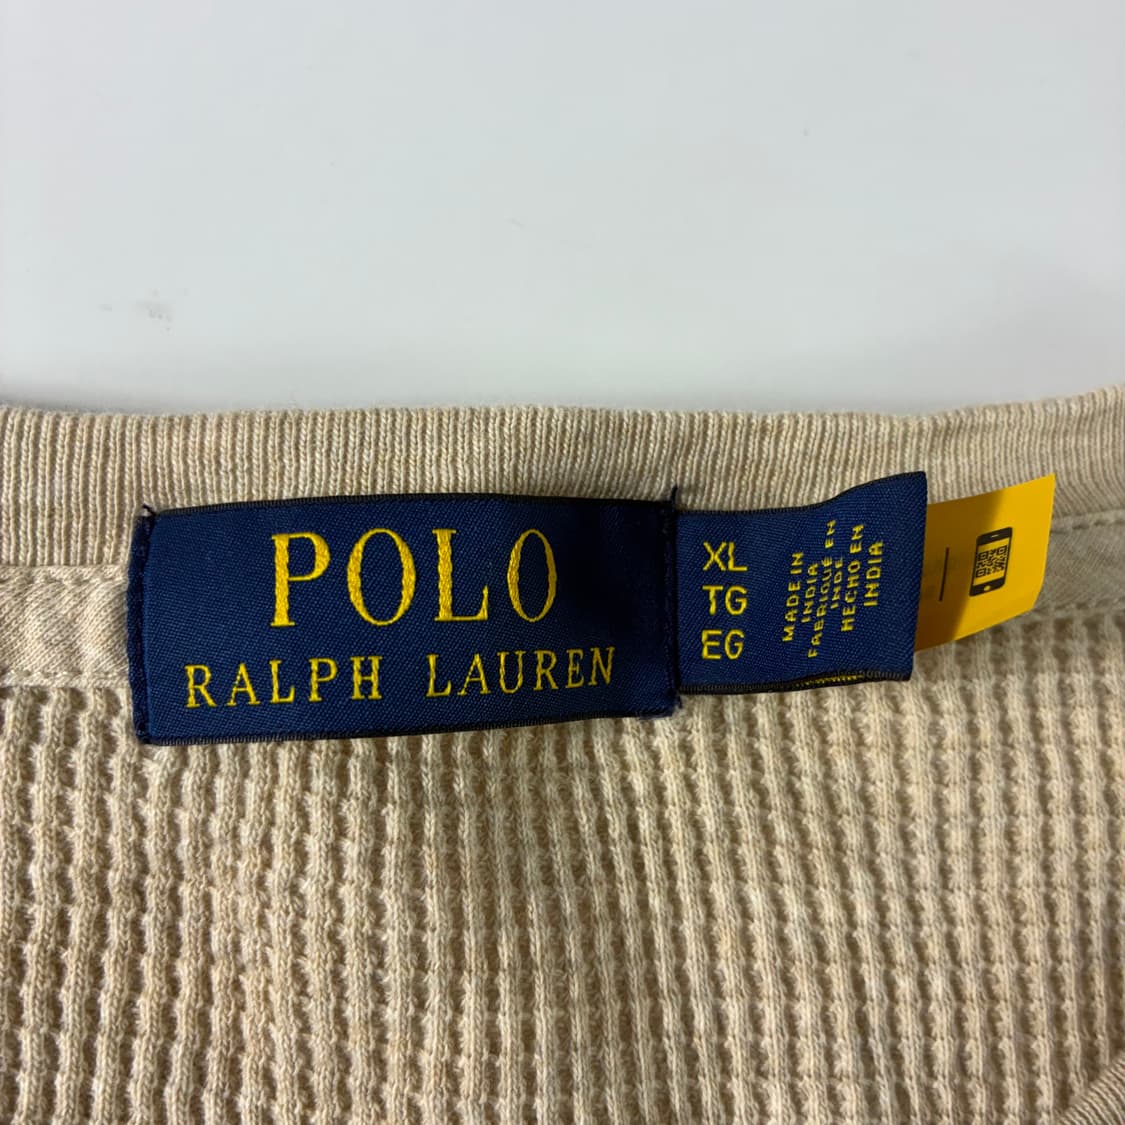 POLO
RALPH LAUREN
XL
TG
EG
MADE IN
INDIA
FABRIQUÉ EN
INDE
HECHO EN
INDIA